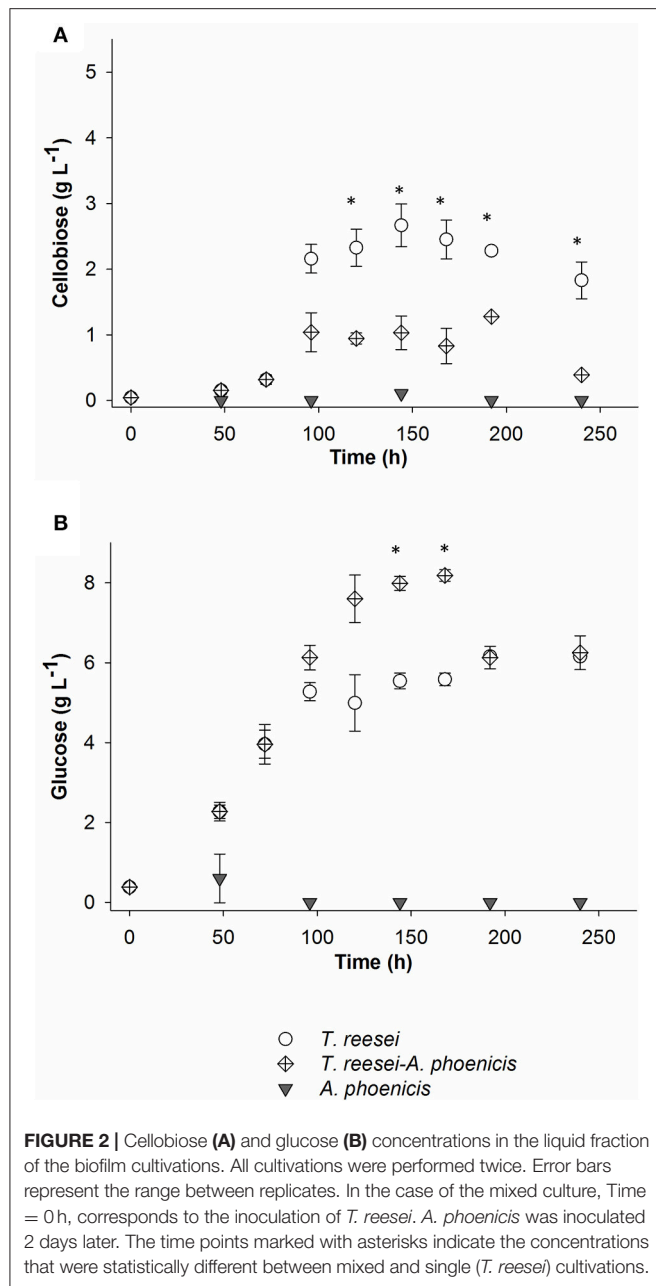 A
5
4
3
2
1
0
Cellobiose (g L⁻¹)
* * * * *
0 50 100 150 200 250
Time (h)
B
8
6
4
2
0
Glucose (g L⁻¹)
* *
0 50 100 150 200 250
Time (h)
T. reesei
T. reesei-A. phoenicis
A. phoenicis
FIGURE 2 | Cellobiose (A) and glucose (B) concentrations in the liquid fraction
of the biofilm cultivations. All cultivations were performed twice. Error bars
represent the range between replicates. In the case of the mixed culture, Time
= 0 h, corresponds to the inoculation of T. reesei. A. phoenicis was inoculated
2 days later. The time points marked with asterisks indicate the concentrations
that were statistically different between mixed and single (T. reesei) cultivations.